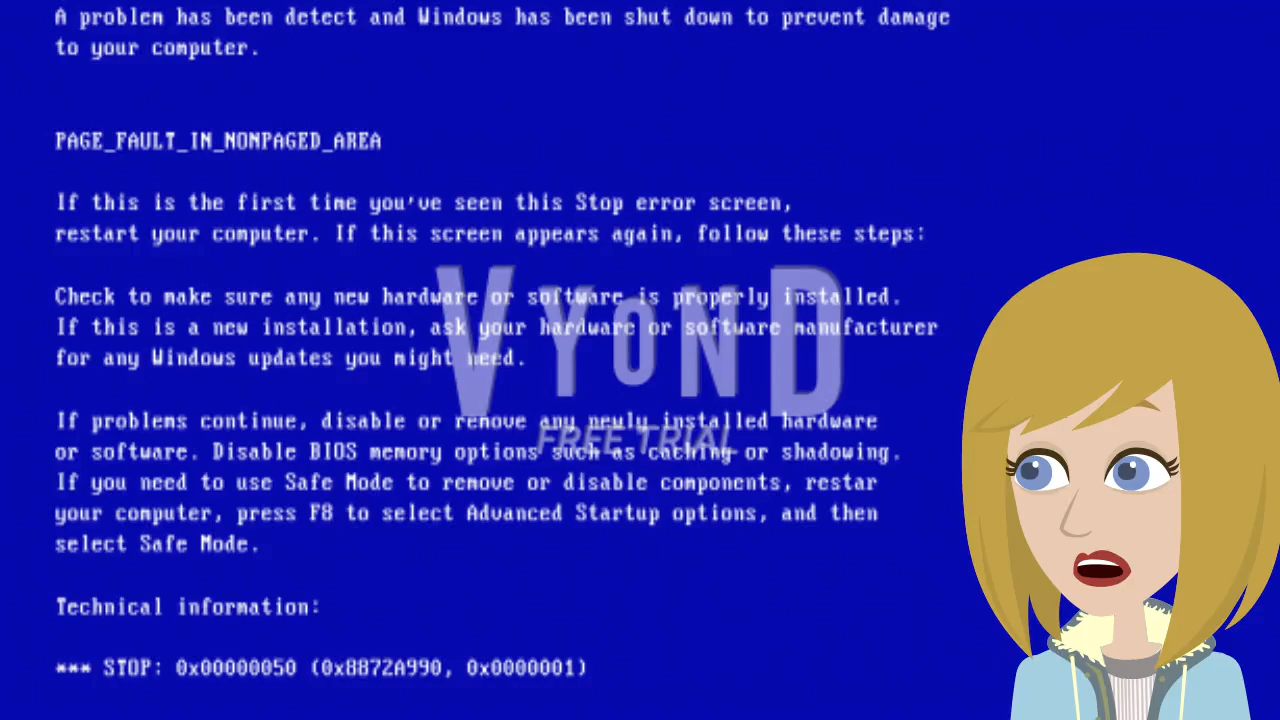 A problem has been detect and Windows has been shut down to prevent damage
to your computer.
PAGE_FAULT_IN_NONPAGED_AREA
If this is the first time you've seen this Stop error screen,
restart your computer. If this screen appears again, follow these steps:
Check to make sure any new hardware or software is properly installed.
If this is a new installation, ask your hardware or software manufacturer
for any Windows updates you might need.
VYOND
If problems continue, disable or remove any newly installed hardware
FREE TRIAL
or software. Disable BIOS memory options such as caching or shadowing.
If you need to use Safe Mode to remove or disable components, restar
your computer, press F8 to select Advanced Startup options, and then
select Safe Mode.
Technical information:
*** STOP: 0x00000050 (0x8872A990, 0x0000001)